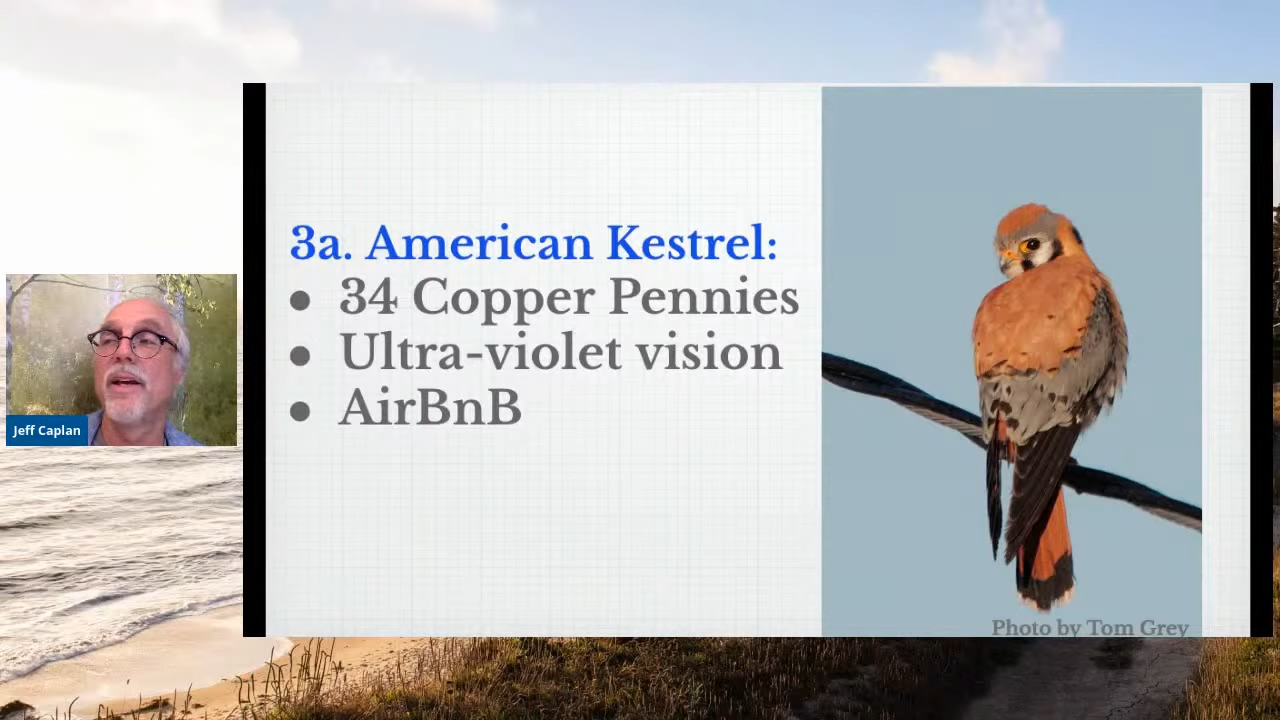 3a. American Kestrel:
● 34 Copper Pennies
● Ultra-violet vision
● AirBnB
Jeff Caplan
Photo by Tom Grey